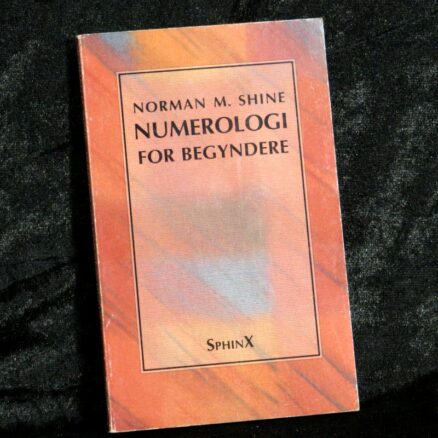 NORMAN M. SHINE
NUMEROLOGI
FOR BEGYNDERE
SPHINX